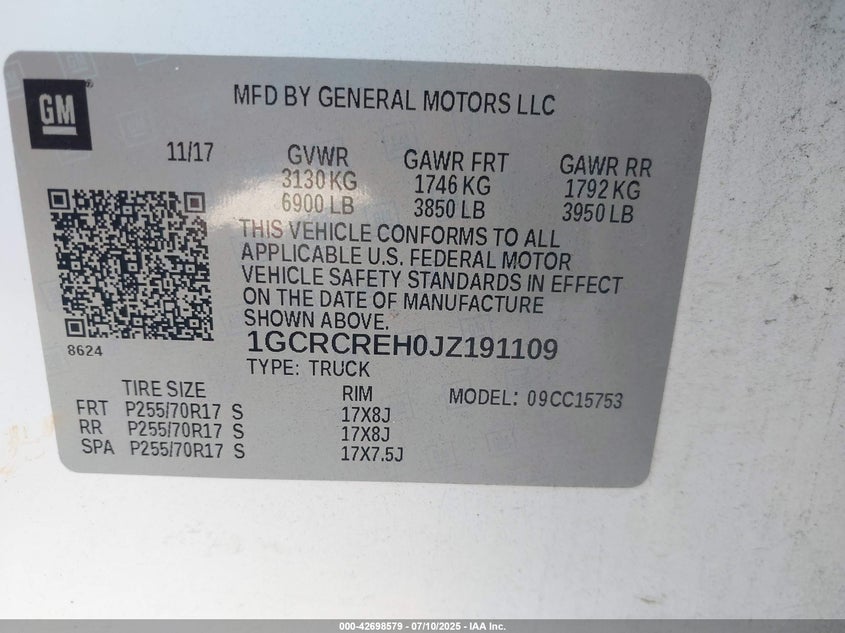 GM
MFD BY GENERAL MOTORS LLC
11/17 GVWR GAWR FRT GAWR RR
3130 KG 1746 KG 1792 KG
6900 LB 3850 LB 3950 LB
THIS VEHICLE CONFORMS TO ALL
APPLICABLE U.S. FEDERAL MOTOR
VEHICLE SAFETY STANDARDS IN EFFECT
ON THE DATE OF MANUFACTURE
SHOWN ABOVE.
8624
1GCRCREH0JZ191109
TYPE: TRUCK
TIRE SIZE RIM MODEL: 09CC15753
FRT P255/70R17 S 17X8J
RR P255/70R17 S 17X8J
SPA P255/70R17 S 17X7.5J
000-42698579 - 07/10/2025 - IAA Inc.